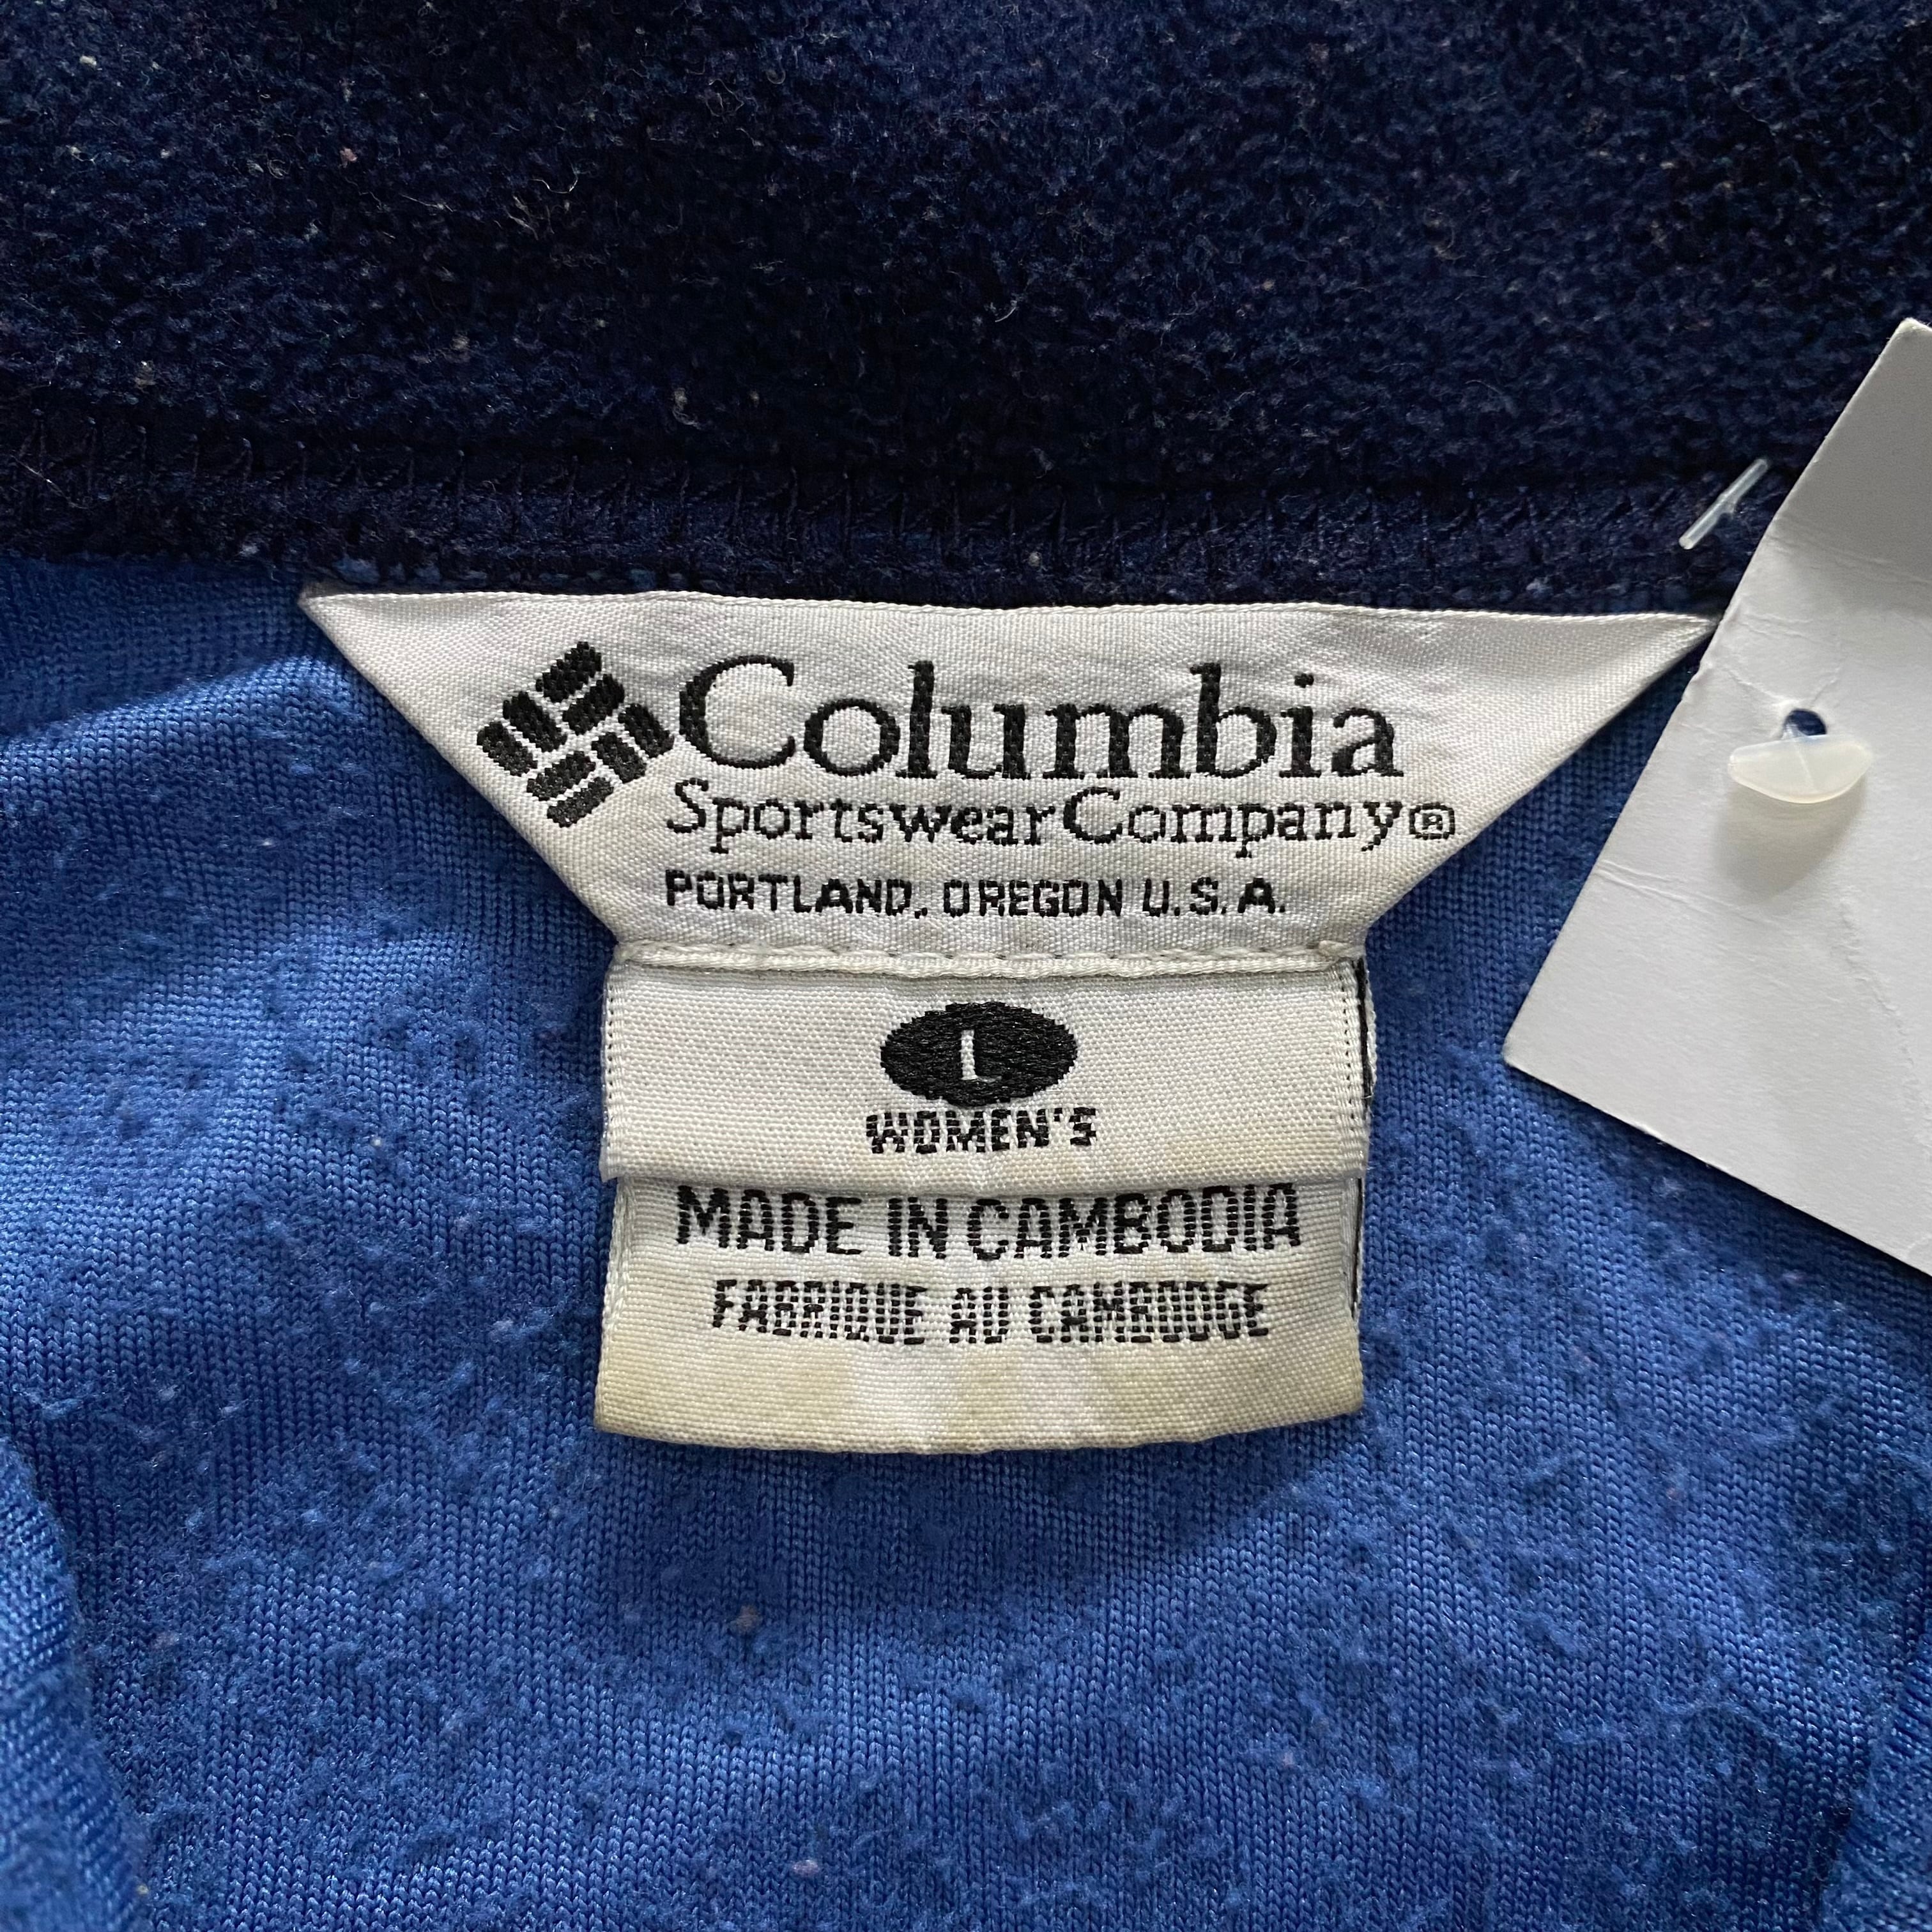 Columbia
Sportswear Company®
PORTLAND, OREGON U.S.A.
L
WOMEN'S
MADE IN CAMBODIA
FABRIQUE AU CAMBODGE